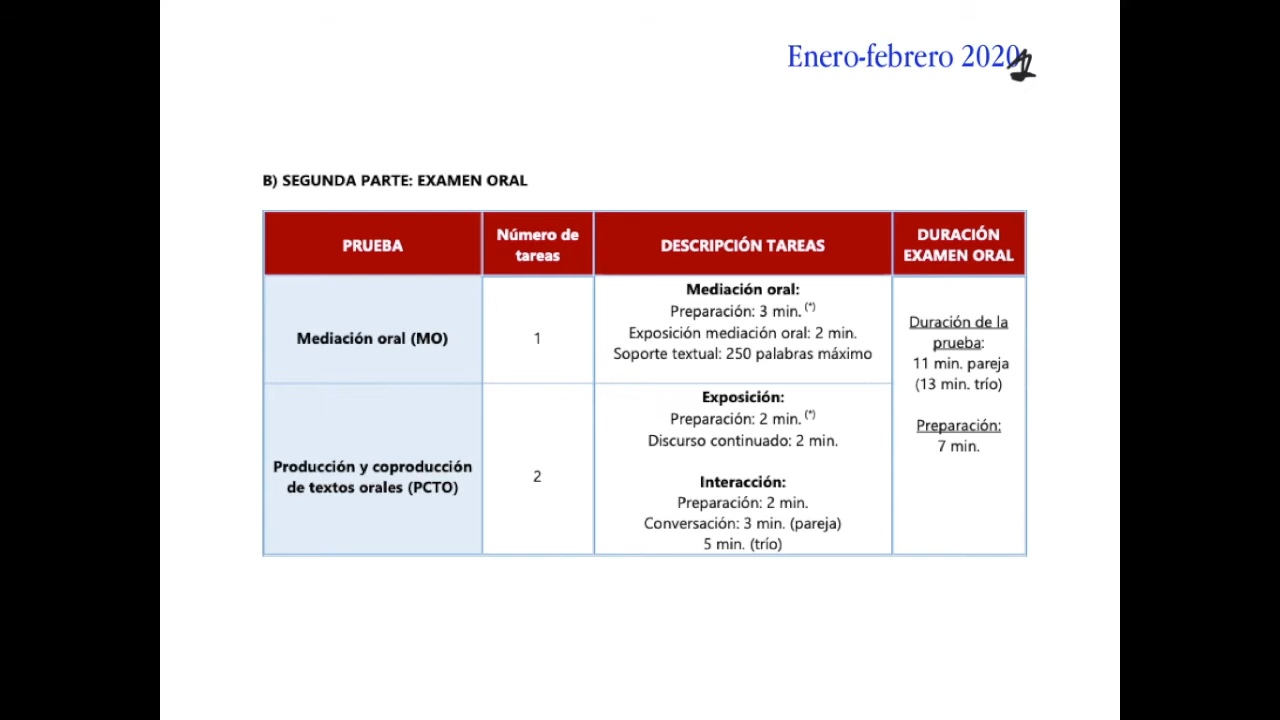 Enero-febrero 2021
B) SEGUNDA PARTE: EXAMEN ORAL
PRUEBA
Número de
tareas
DESCRIPCIÓN TAREAS
DURACIÓN
EXAMEN ORAL
Mediación oral (MO)
1
Mediación oral:
Preparación: 3 min. (*)
Exposición mediación oral: 2 min.
Soporte textual: 250 palabras máximo
Duración de la
prueba:
11 min. pareja
(13 min. trío)
Preparación:
7 min.
Producción y coproducción
de textos orales (PCTO)
2
Exposición:
Preparación: 2 min. (*)
Discurso continuado: 2 min.
Interacción:
Preparación: 2 min.
Conversación: 3 min. (pareja)
5 min. (trío)